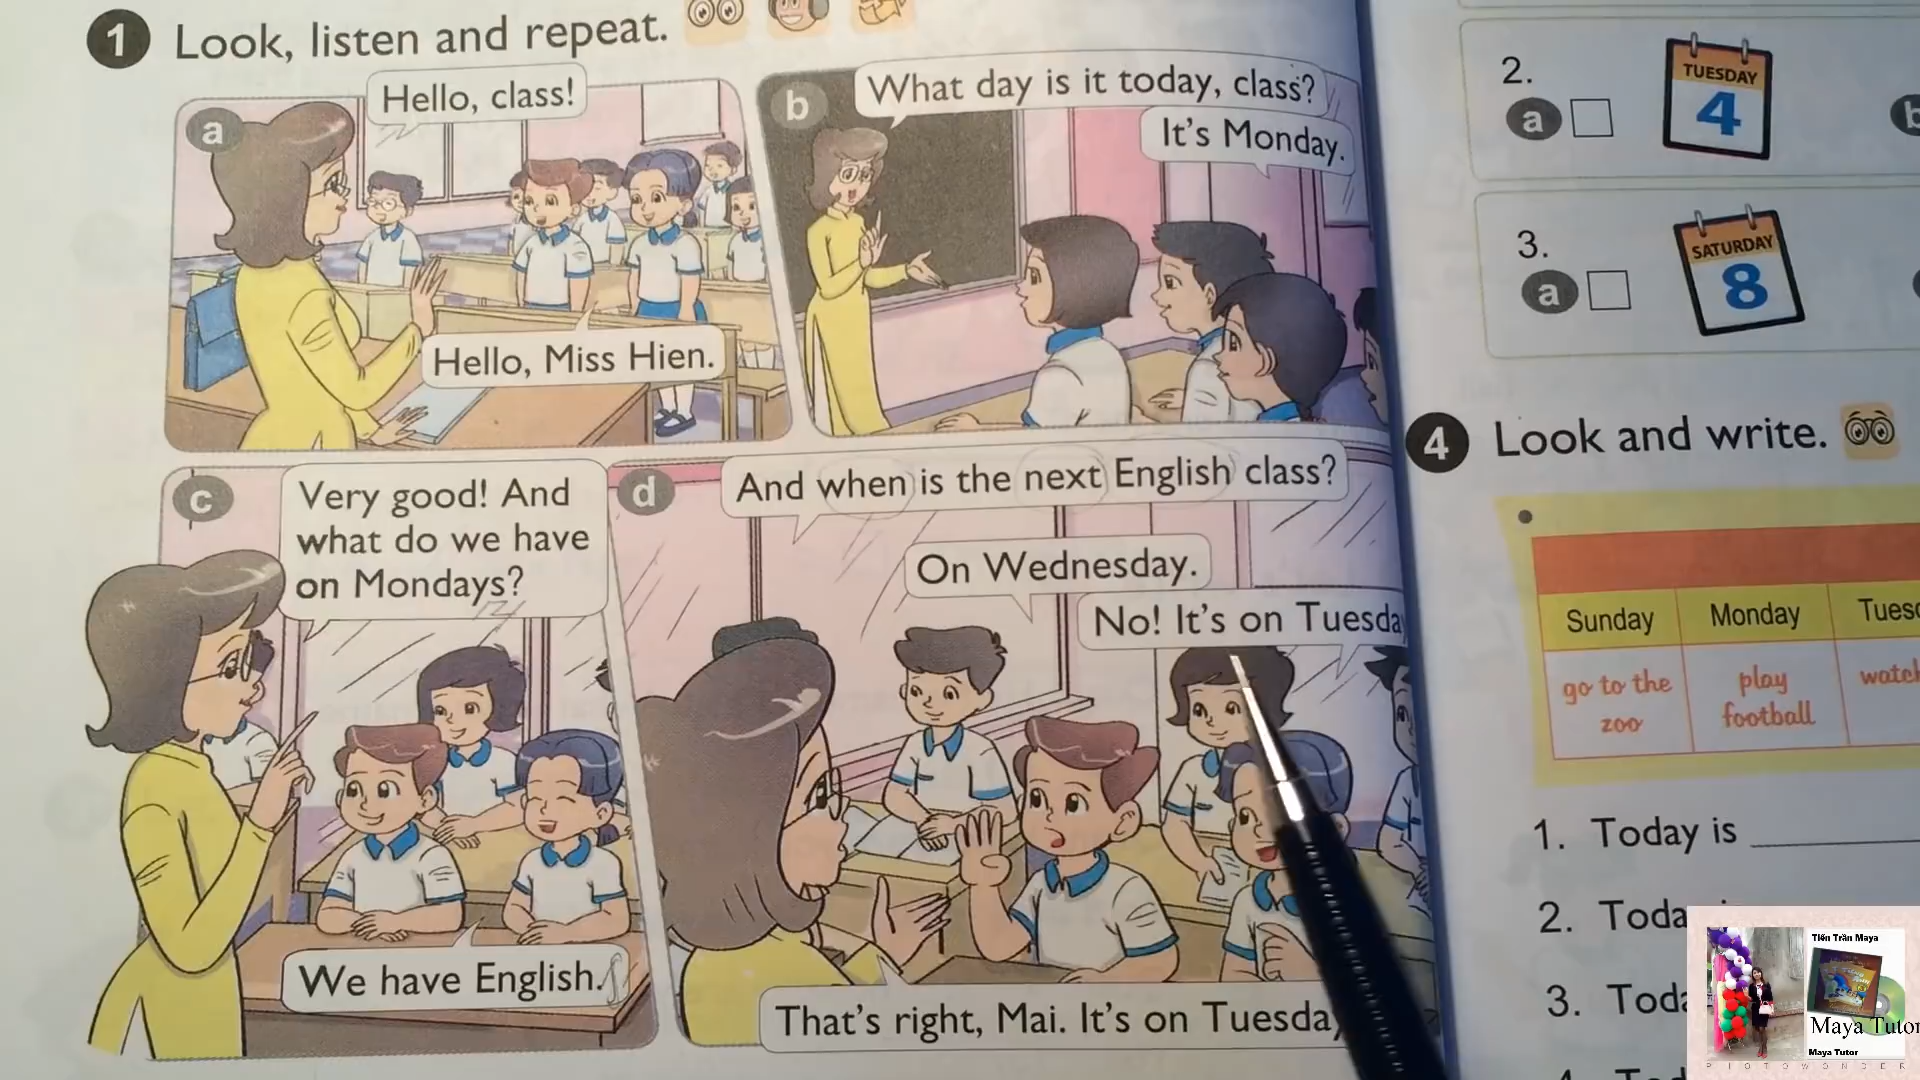 1 Look, listen and repeat.
a
Hello, class!
Hello, Miss Hien.
b
What day is it today, class?
It's Monday.
c
Very good! And
what do we have
on Mondays?
We have English.
d
And when is the next English class?
On Wednesday.
No! It's on Tuesda
That's right, Mai. It's on Tuesda
2.
a
TUESDAY
4
b
3.
a
SATURDAY
8
4 Look and write.
Sunday Monday Tues
go to the
zoo
play
football
watch
1. Today is
2. Toda
3. Toda
Tiến Trần Maya
Maya Tutor
Maya Tutor
PHOTOWONDER